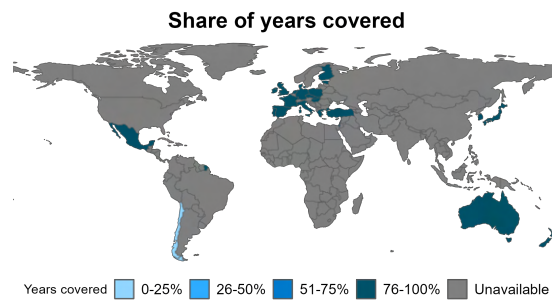 Share of years covered
Years covered 0-25% 26-50% 51-75% 76-100% Unavailable